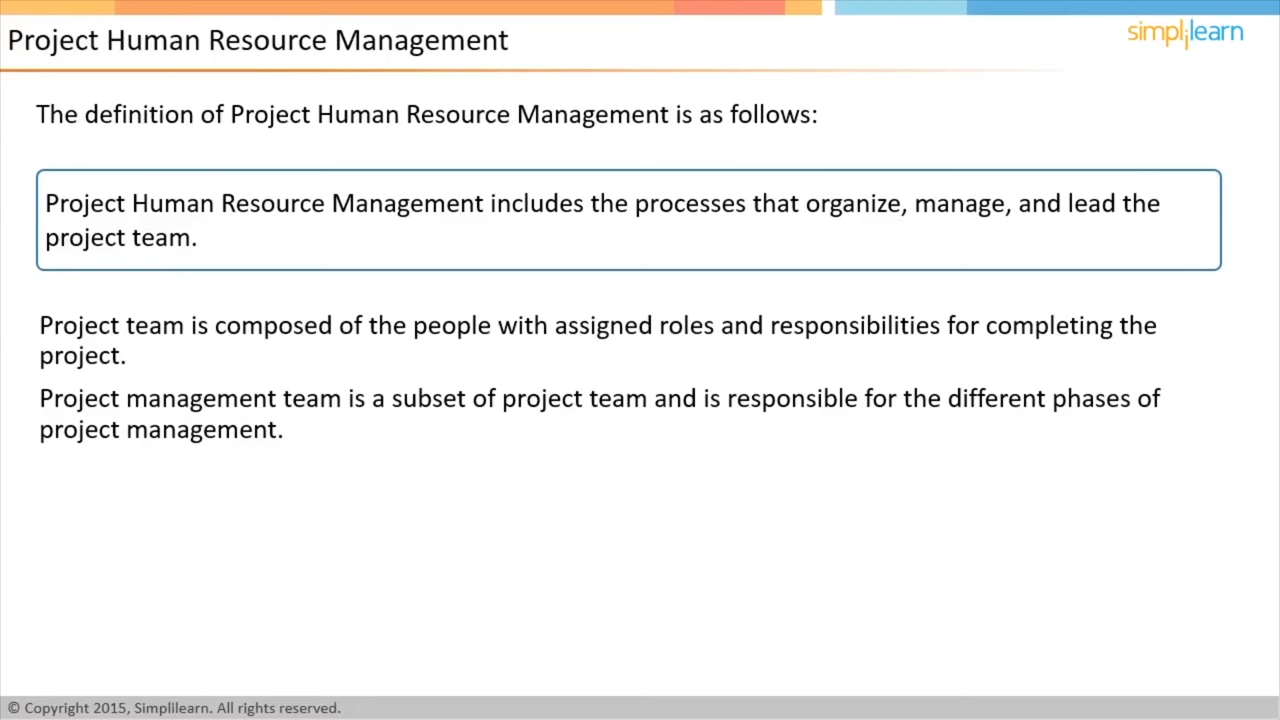 Project Human Resource Management
simplilearn
The definition of Project Human Resource Management is as follows:
Project Human Resource Management includes the processes that organize, manage, and lead the
project team.
Project team is composed of the people with assigned roles and responsibilities for completing the
project.
Project management team is a subset of project team and is responsible for the different phases of
project management.
© Copyright 2015, Simplilearn. All rights reserved.